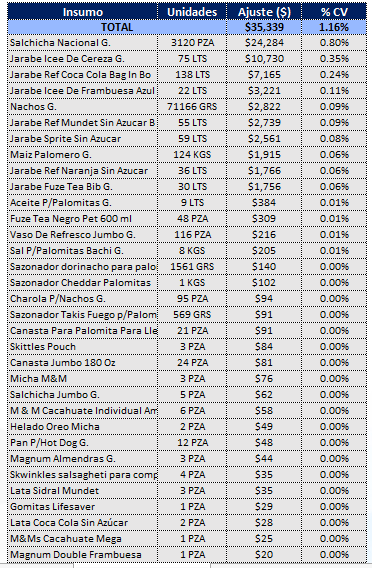 Insumo Unidades Ajuste ($) % CV
TOTAL $35,339 1.16%
Salchicha Nacional G. 3120 PZA $24,284 0.80%
Jarabe Icee De Cereza G. 75 LTS $10,730 0.35%
Jarabe Ref Coca Cola Bag In Bo 138 LTS $7,165 0.24%
Jarabe Icee De Frambuesa Azul 22 LTS $3,221 0.11%
Nachos G. 71166 GRS $2,822 0.09%
Jarabe Ref Mundet Sin Azucar B 55 LTS $2,739 0.09%
Jarabe Sprite Sin Azucar 59 LTS $2,561 0.08%
Maiz Palomero G. 124 KGS $1,915 0.06%
Jarabe Ref Naranja Sin Azucar 36 LTS $1,766 0.06%
Jarabe Fuze Tea Bib G. 30 LTS $1,756 0.06%
Aceite P/Palomitas G. 9 LTS $384 0.01%
Fuze Tea Negro Pet 600 ml 48 PZA $309 0.01%
Vaso De Refresco Jumbo G. 116 PZA $216 0.01%
Sal P/Palomitas Bachi G. 8 KGS $205 0.01%
Sazonador dorinacho para palo 1561 GRS $140 0.00%
Sazonador Cheddar Palomitas 1 KGS $102 0.00%
Charola P/Nachos G. 95 PZA $94 0.00%
Sazonador Takis Fuego p/Palom 569 GRS $91 0.00%
Canasta Para Palomita Para Lle 21 PZA $91 0.00%
Skittles Pouch 3 PZA $84 0.00%
Canasta Jumbo 180 Oz 24 PZA $81 0.00%
Micha M&M 3 PZA $76 0.00%
Salchicha Jumbo G. 5 PZA $62 0.00%
M & M Cacahuate Individual Am 6 PZA $58 0.00%
Helado Oreo Micha 2 PZA $49 0.00%
Pan P/Hot Dog G. 12 PZA $48 0.00%
Magnum Almendras G. 3 PZA $44 0.00%
Skwinkles salsagheti para comp 4 PZA $35 0.00%
Lata Sidral Mundet 3 PZA $35 0.00%
Gomitas Lifesaver 1 PZA $29 0.00%
Lata Coca Cola Sin Azúcar 2 PZA $28 0.00%
M&Ms Cacahuate Mega 1 PZA $25 0.00%
Magnum Double Frambuesa 1 PZA $20 0.00%